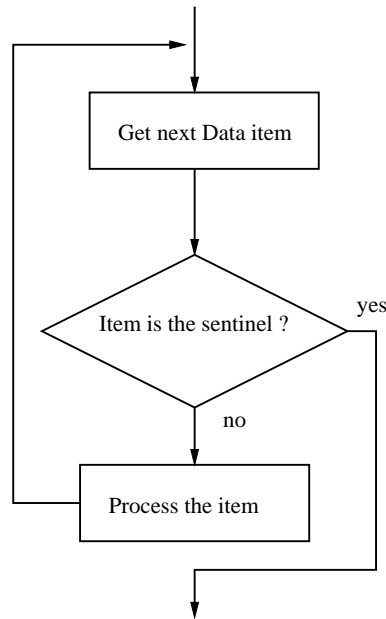 Get next Data item
Item is the sentinel ?
yes
no
Process the item